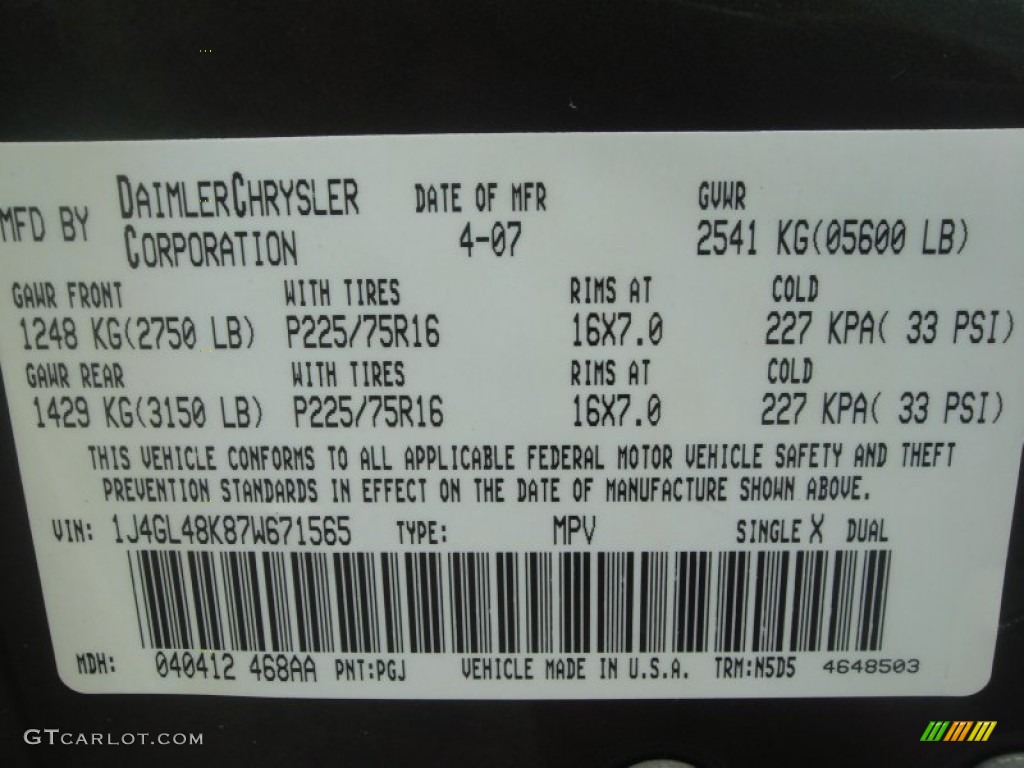 MFD BY DAIMLERCHRYSLER CORPORATION DATE OF MFR 4-07 GVWR 2541 KG(05600 LB)
GAWR FRONT WITH TIRES RIMS AT COLD
1248 KG(2750 LB) P225/75R16 16X7.0 227 KPA( 33 PSI)
GAWR REAR WITH TIRES RIMS AT COLD
1429 KG(3150 LB) P225/75R16 16X7.0 227 KPA( 33 PSI)
THIS VEHICLE CONFORMS TO ALL APPLICABLE FEDERAL MOTOR VEHICLE SAFETY AND THEFT
PREVENTION STANDARDS IN EFFECT ON THE DATE OF MANUFACTURE SHOWN ABOVE.
VIN: 1J4GL48K87W671565 TYPE: MPV SINGLE X DUAL
MDH: 040412 468AA PNT:PGJ VEHICLE MADE IN U.S.A. TRM:N5D5 4648503
GTCARLOT.COM